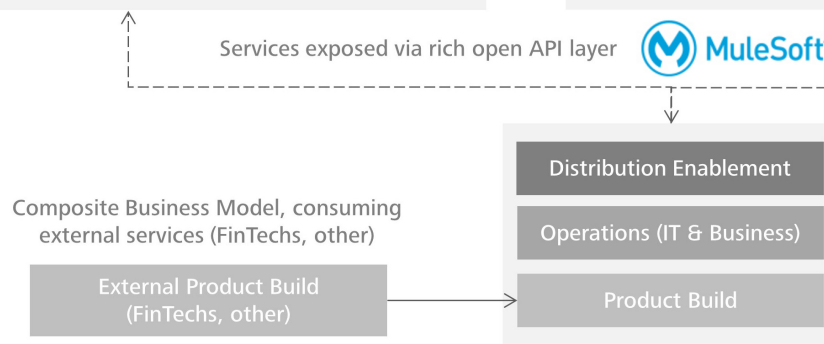 Services exposed via rich open API layer
MuleSoft
Distribution Enablement
Composite Business Model, consuming
external services (FinTechs, other)
Operations (IT & Business)
External Product Build
(FinTechs, other)
Product Build